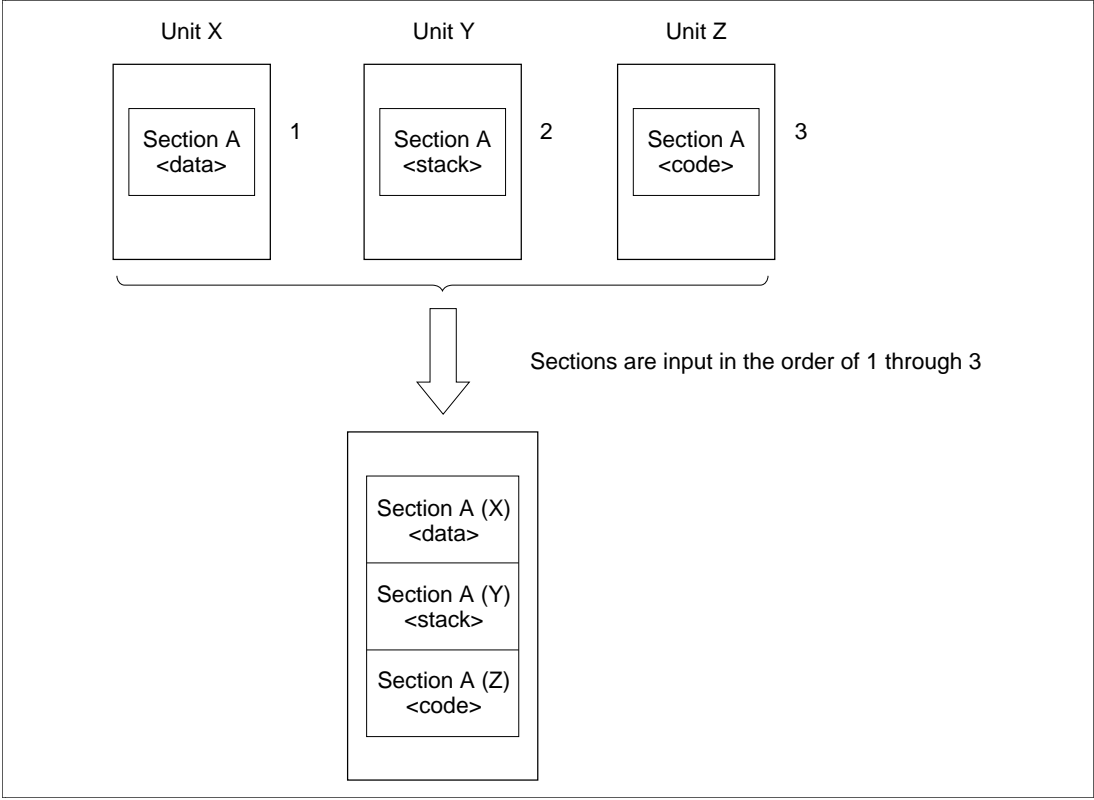 Unit X
Unit Y
Unit Z
Section A
<data>
1
Section A
<stack>
2
Section A
<code>
3
Sections are input in the order of 1 through 3
Section A (X)
<data>
Section A (Y)
<stack>
Section A (Z)
<code>